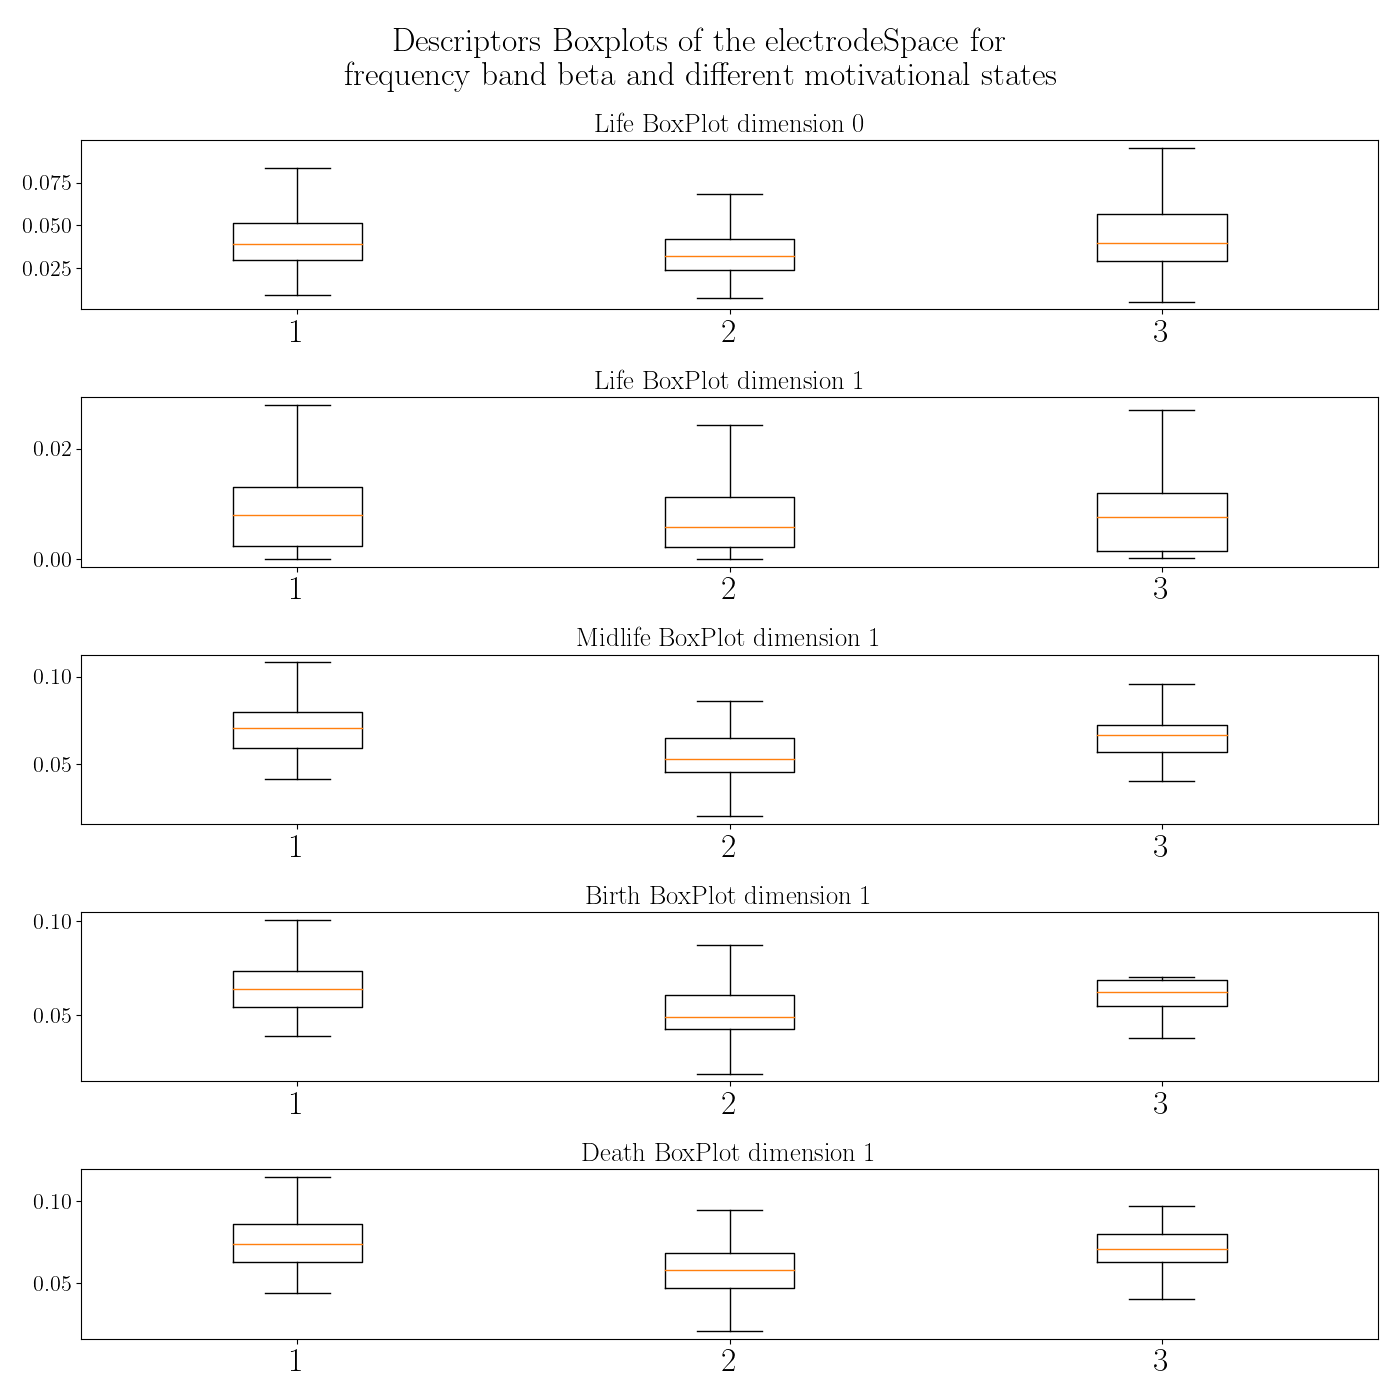 Descriptors Boxplots of the electrodeSpace for
frequency band beta and different motivational states
Life BoxPlot dimension 0
0.075
0.050
0.025
1 2 3
Life BoxPlot dimension 1
0.02
0.00
1 2 3
Midlife BoxPlot dimension 1
0.10
0.05
1 2 3
Birth BoxPlot dimension 1
0.10
0.05
1 2 3
Death BoxPlot dimension 1
0.10
0.05
1 2 3